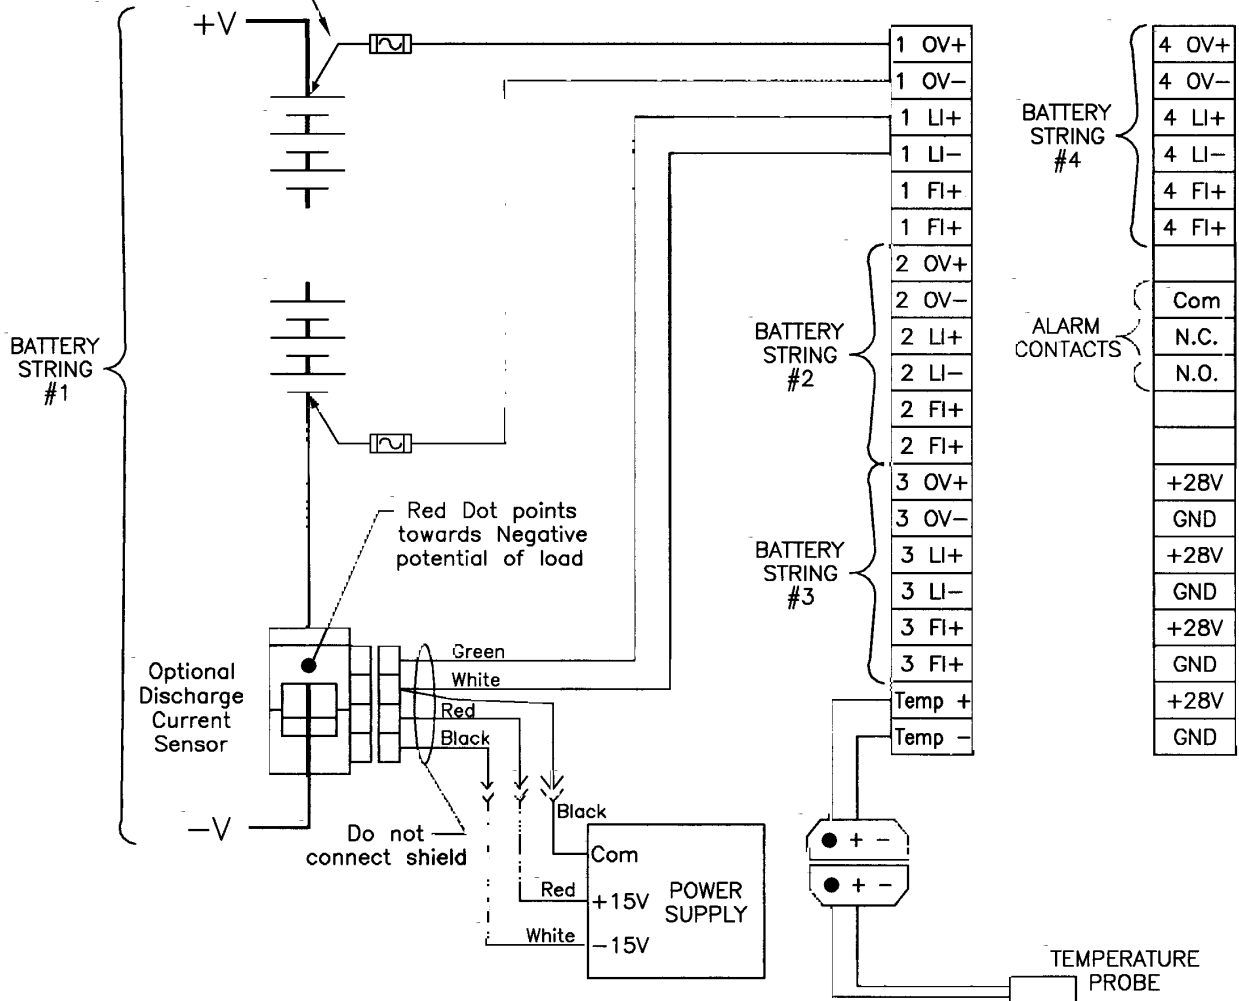 +V
BATTERY
STRING
#1
Red Dot points
towards Negative
potential of load
Optional
Discharge
Current
Sensor
-V
Green
White
Red
Black
Do not
connect shield
Black
Red
White
Com
+15V
-15V
POWER
SUPPLY
1 OV+
1 OV-
1 LI+
1 LI-
1 FI+
1 FI+
BATTERY
STRING
#2
2 OV+
2 OV-
2 LI+
2 LI-
2 FI+
2 FI+
BATTERY
STRING
#3
3 OV+
3 OV-
3 LI+
3 LI-
3 FI+
3 FI+
Temp +
Temp -
+ -
+ -
TEMPERATURE
PROBE
BATTERY
STRING
#4
4 OV+
4 OV-
4 LI+
4 LI-
4 FI+
4 FI+
ALARM
CONTACTS
Com
N.C.
N.O.
+28V
GND
+28V
GND
+28V
GND
+28V
GND